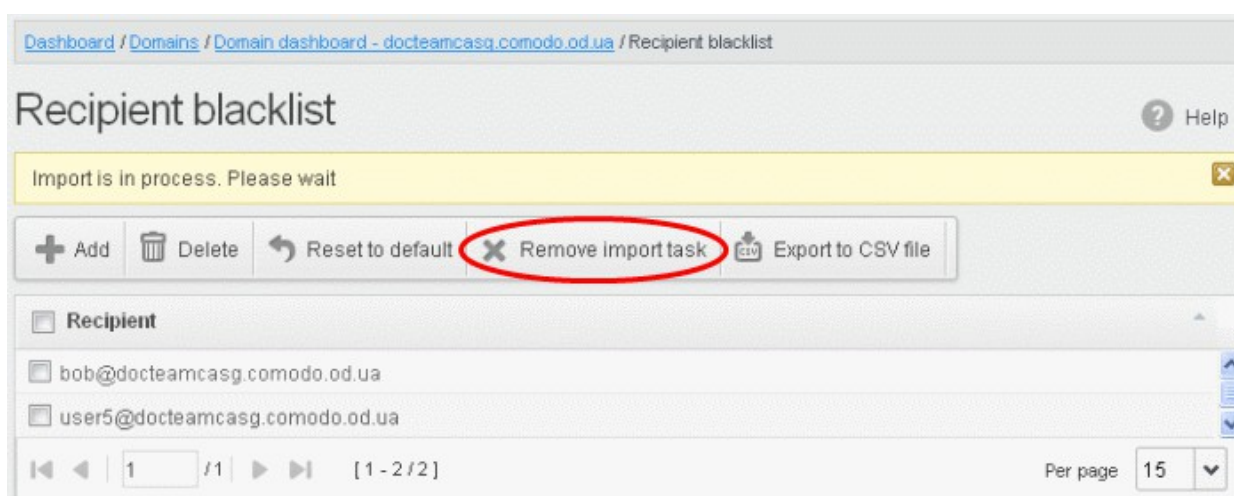 Dashboard / Domains / Domain dashboard - docteamcasg.comodo.od.ua / Recipient blacklist
Recipient blacklist
Help
Import is in process. Please wait
Add Delete Reset to default Remove import task CSV Export to CSV file
Recipient
bob@docteamcasg.comodo.od.ua
user5@docteamcasg.comodo.od.ua
1 / 1 [ 1 - 2 / 2 ] Per page 15